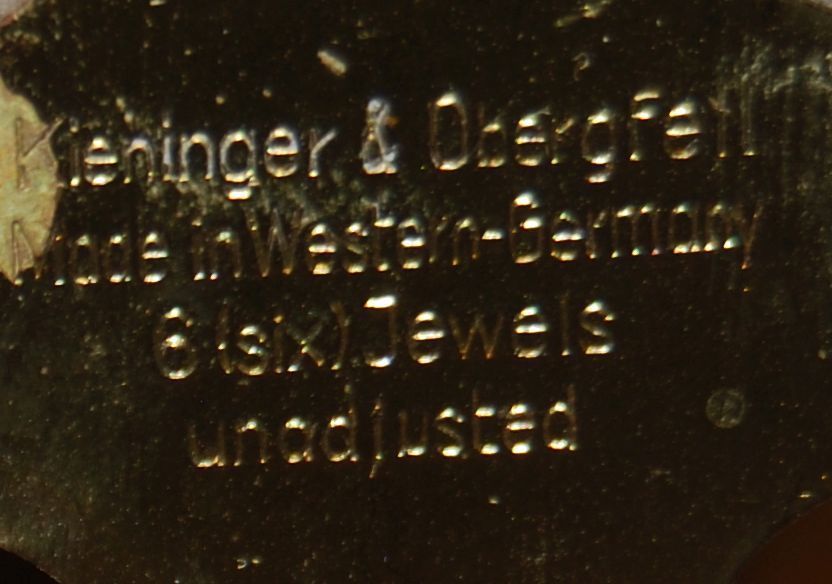 Kieninger & Obergfell
Made in Western-Germany
6 (six) Jewels
unadjusted